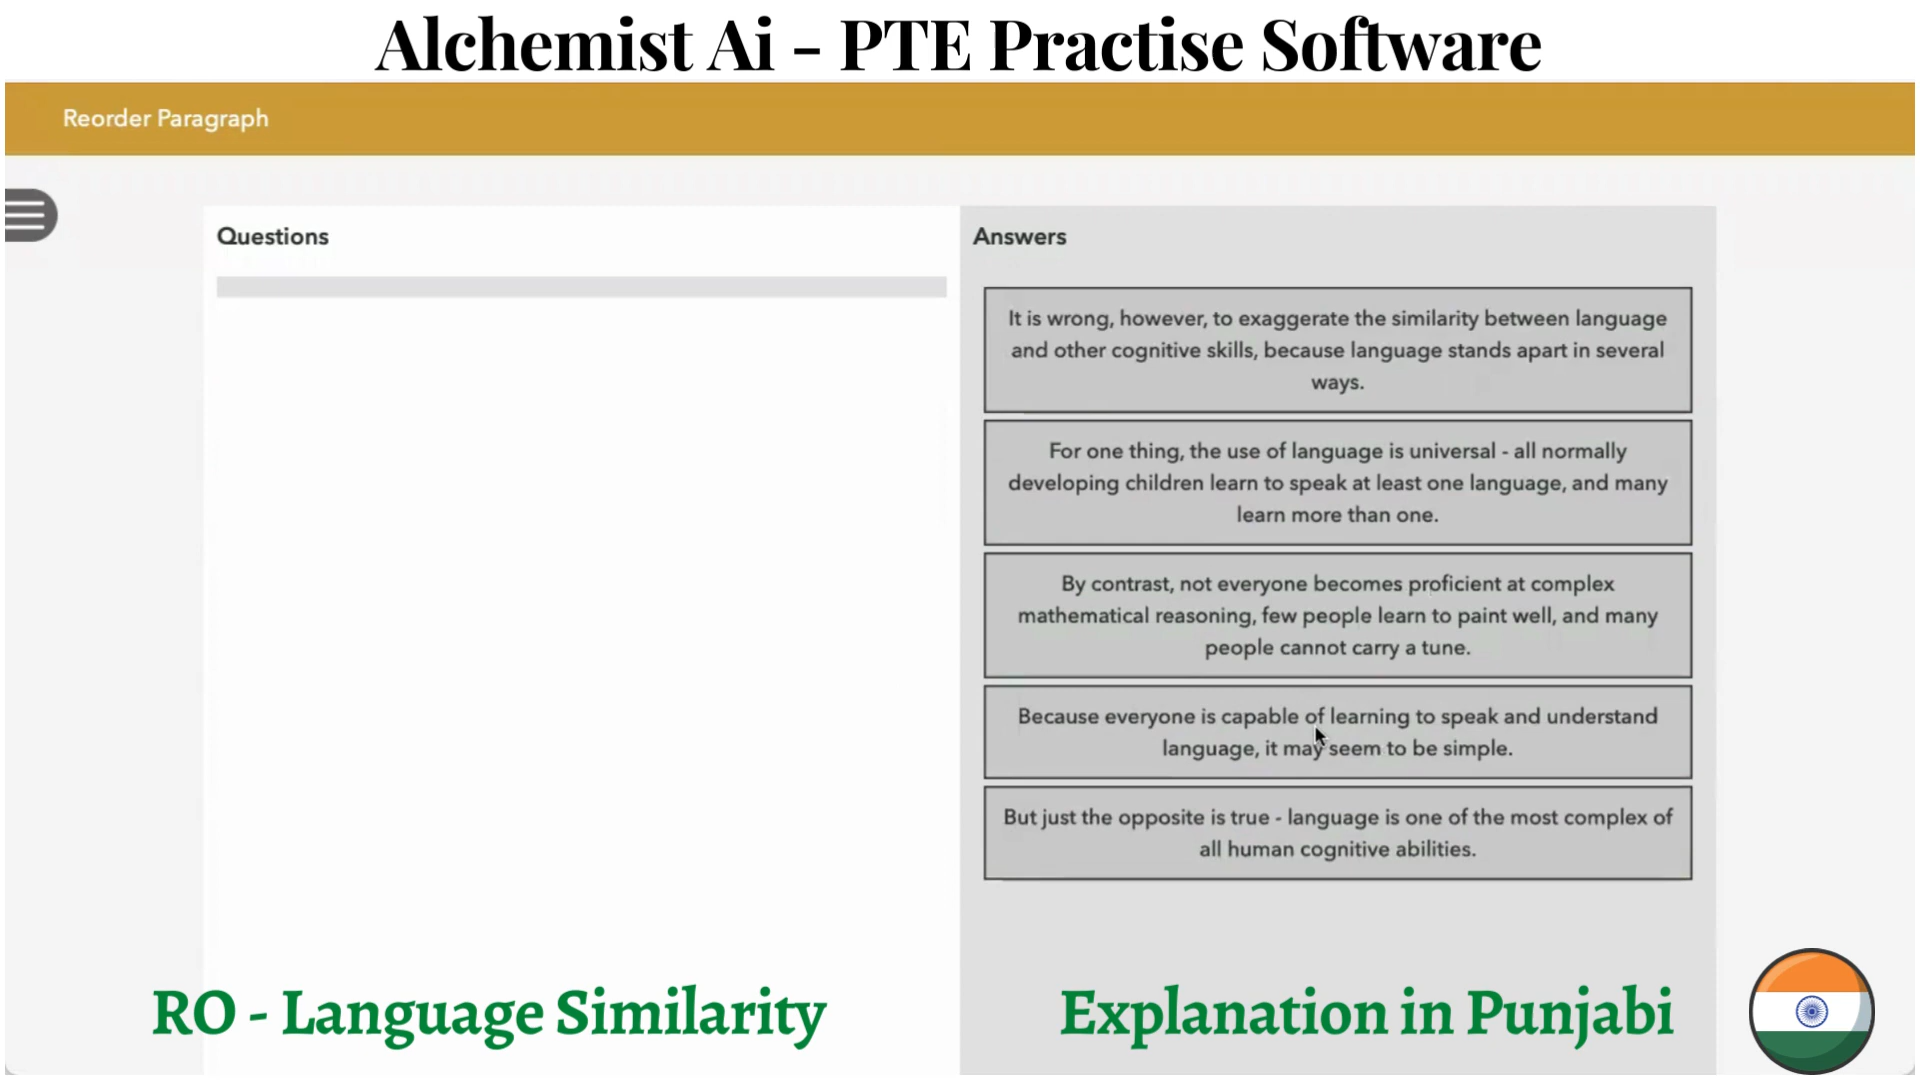 Alchemist Ai - PTE Practise Software
Reorder Paragraph
Questions
Answers
It is wrong, however, to exaggerate the similarity between language
and other cognitive skills, because language stands apart in several
ways.
For one thing, the use of language is universal - all normally
developing children learn to speak at least one language, and many
learn more than one.
By contrast, not everyone becomes proficient at complex
mathematical reasoning, few people learn to paint well, and many
people cannot carry a tune.
Because everyone is capable of learning to speak and understand
language, it may seem to be simple.
But just the opposite is true - language is one of the most complex of
all human cognitive abilities.
RO - Language Similarity
Explanation in Punjabi